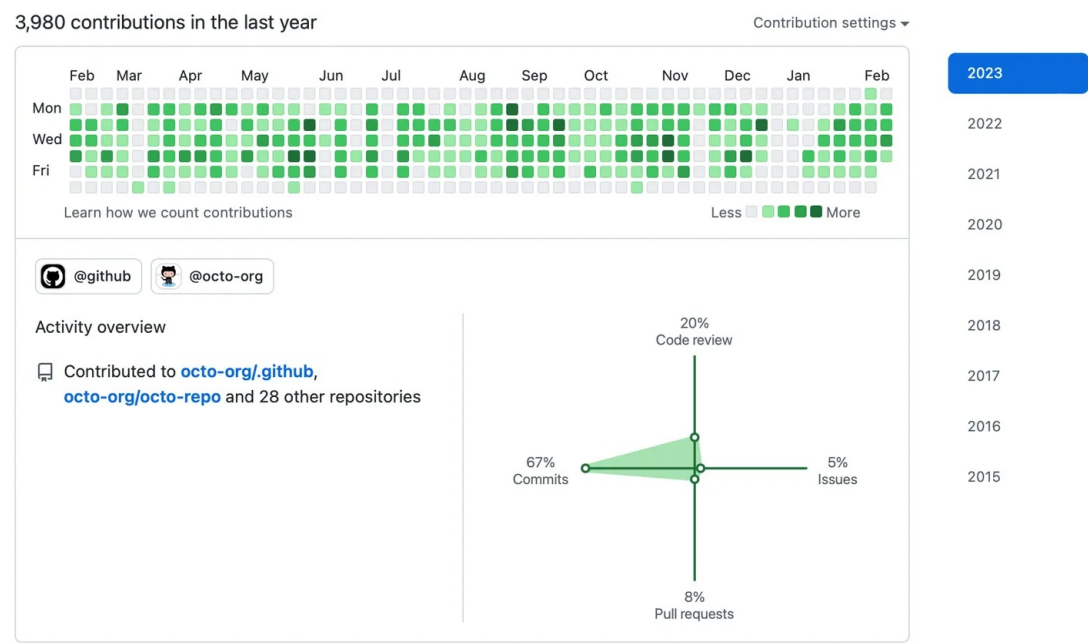 3,980 contributions in the last year
Contribution settings
Feb Mar Apr May Jun Jul Aug Sep Oct Nov Dec Jan Feb
Mon
Wed
Fri
Learn how we count contributions
Less More
@github @octo-org
Activity overview
Contributed to octo-org/.github,
octo-org/octo-repo and 28 other repositories
20%
Code review
67%
Commits
5%
Issues
8%
Pull requests
2023
2022
2021
2020
2019
2018
2017
2016
2015